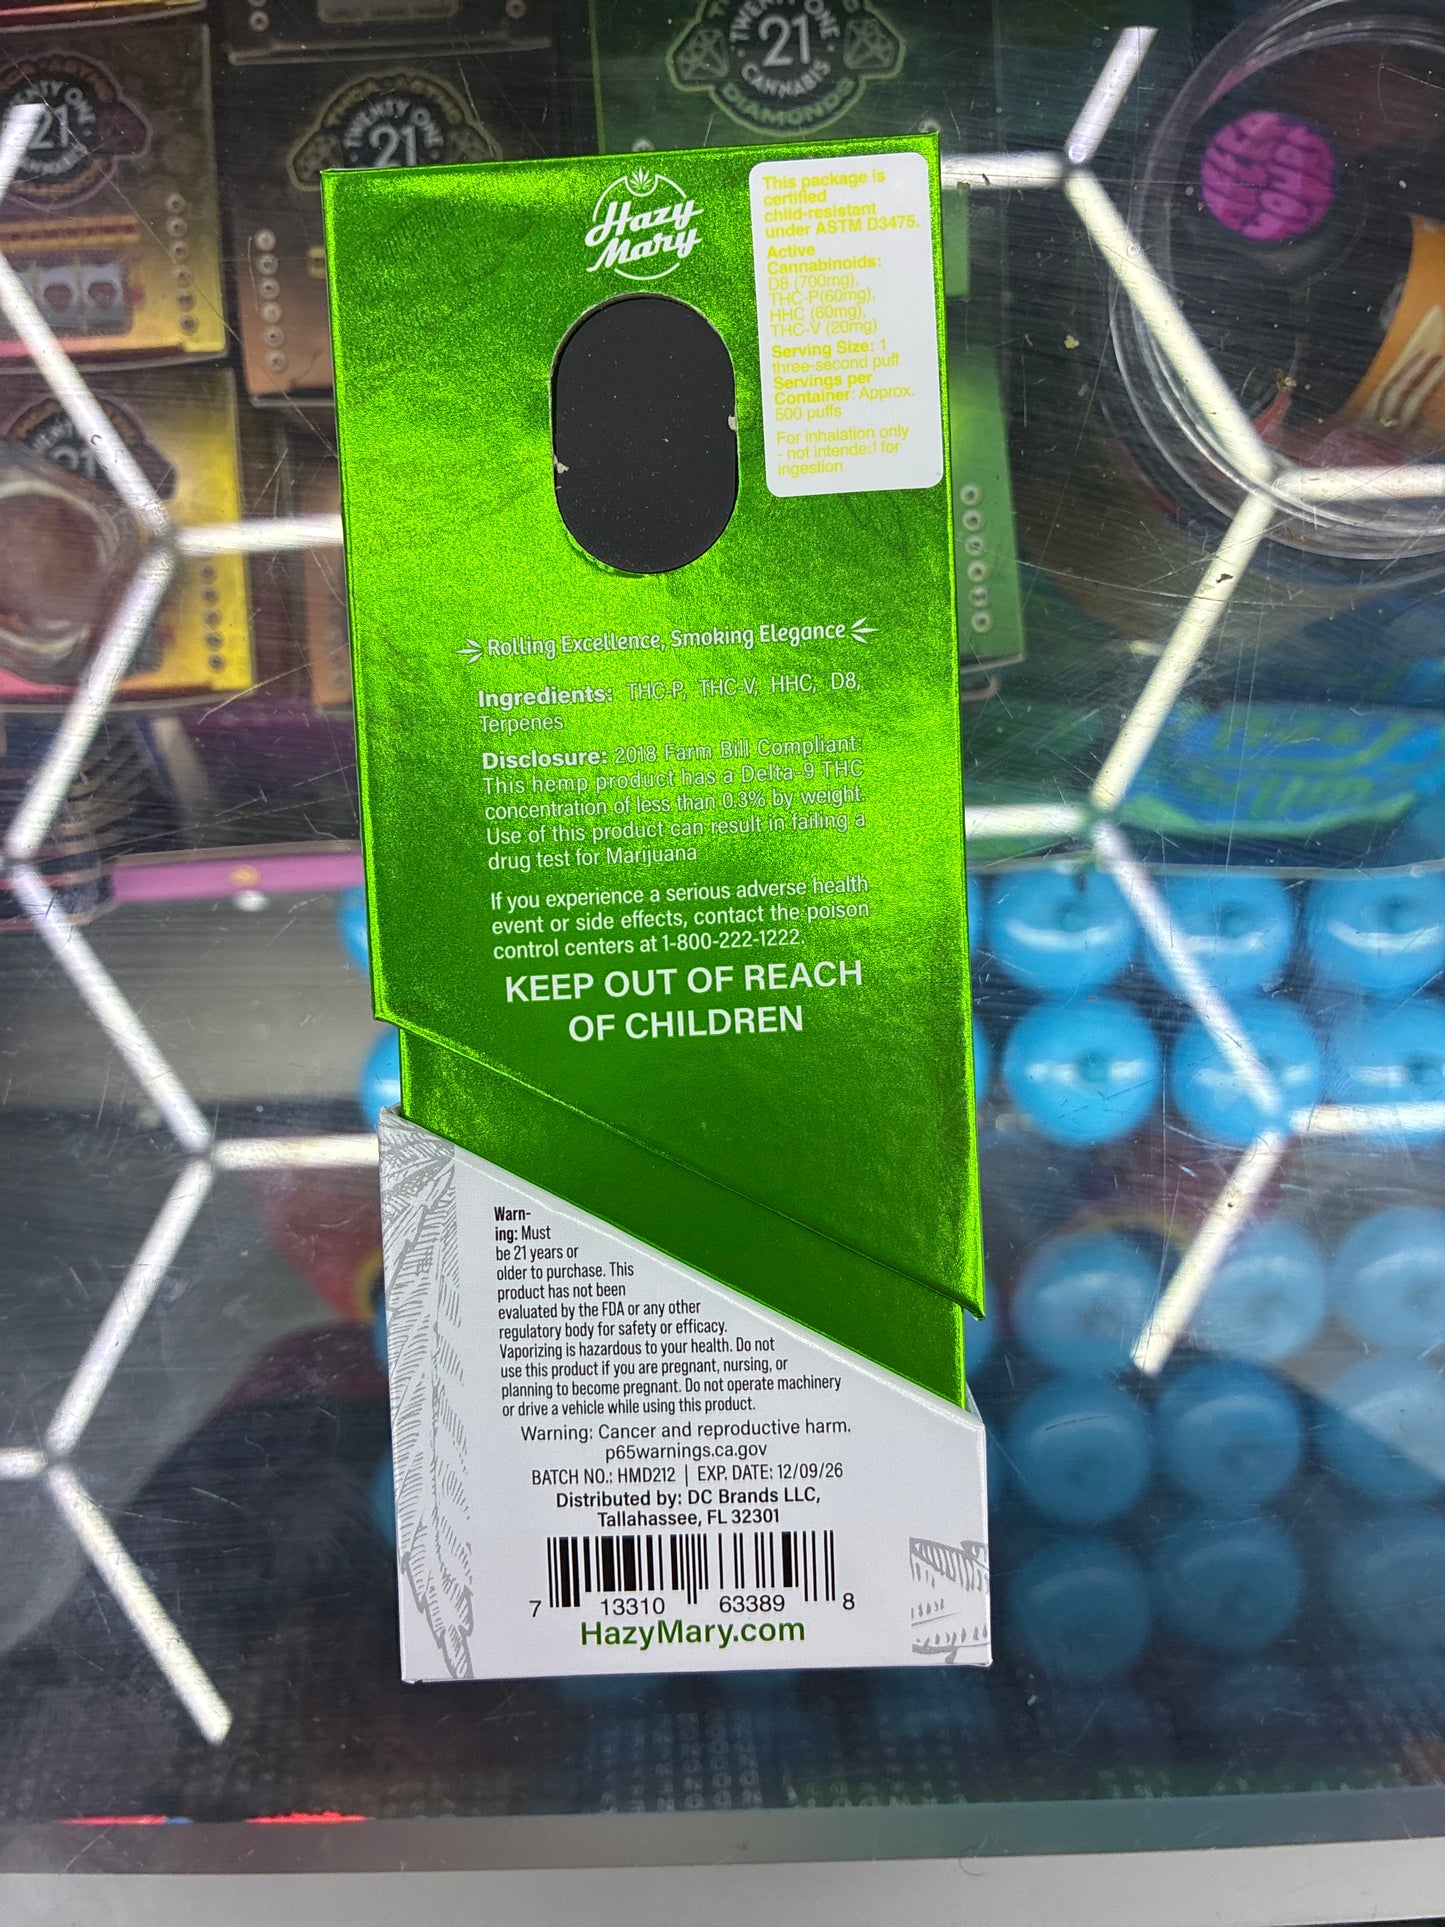 TWENTY ONE
21
CANNABIS
DIAMONDS
TWENTY ONE
21
21
Hazy
Mary
This package is
certified
child-resistant
under ASTM D3475.
Active
Cannabinoids:
D8 (700mg),
THC-P(60mg),
HHC (60mg),
THC-V (20mg)
Serving Size: 1
three-second puff
Servings per
Container: Approx.
500 puffs
For inhalation only
- not intended for
ingestion
Rolling Excellence, Smoking Elegance
Ingredients: THC-P, THC-V, HHC, D8,
Terpenes
Disclosure: 2018 Farm Bill Compliant:
This hemp product has a Delta-9 THC
concentration of less than 0.3% by weight.
Use of this product can result in failing a
drug test for Marijuana
If you experience a serious adverse health
event or side effects, contact the poison
control centers at 1-800-222-1222.
KEEP OUT OF REACH
OF CHILDREN
Warn-
ing: Must
be 21 years or
older to purchase. This
product has not been
evaluated by the FDA or any other
regulatory body for safety or efficacy.
Vaporizing is hazardous to your health. Do not
use this product if you are pregnant, nursing, or
planning to become pregnant. Do not operate machinery
or drive a vehicle while using this product.
Warning: Cancer and reproductive harm.
p65warnings.ca.gov
BATCH NO.: HMD212 | EXP. DATE: 12/09/26
Distributed by: DC Brands LLC,
Tallahassee, FL 32301
7 13310 63389 8
HazyMary.com